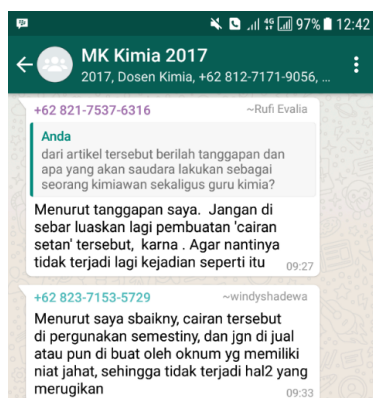 97% 12:42
MK Kimia 2017
2017, Dosen Kimia, +62 812-7171-9056, ...
+62 821-7537-6316 ~Rufi Evalia
Anda
dari artikel tersebut berilah tanggapan dan
apa yang akan saudara lakukan sebagai
seorang kimiawan sekaligus guru kimia?
Menurut tanggapan saya. Jangan di
sebar luaskan lagi pembuatan 'cairan
setan' tersebut, karna . Agar nantinya
tidak terjadi lagi kejadian seperti itu 09:27
+62 823-7153-5729 ~windyshadewa
Menurut saya sbaikny, cairan tersebut
di pergunakan semestiny, dan jgn di jual
atau pun di buat oleh oknum yg memiliki
niat jahat, sehingga tidak terjadi hal2 yang
merugikan 09:33